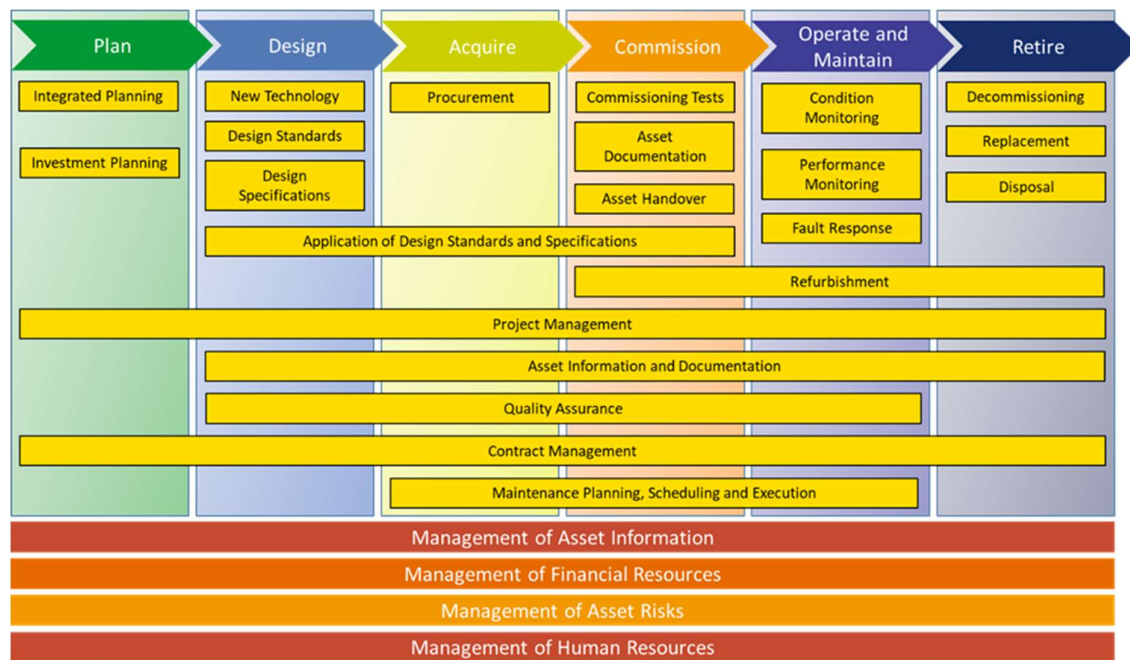 Plan
Design
Acquire
Commission
Operate and
Maintain
Retire
Integrated Planning
Investment Planning
New Technology
Design Standards
Design
Specifications
Procurement
Commissioning Tests
Asset
Documentation
Asset Handover
Condition
Monitoring
Performance
Monitoring
Fault Response
Decommissioning
Replacement
Disposal
Application of Design Standards and Specifications
Refurbishment
Project Management
Asset Information and Documentation
Quality Assurance
Contract Management
Maintenance Planning, Scheduling and Execution
Management of Asset Information
Management of Financial Resources
Management of Asset Risks
Management of Human Resources